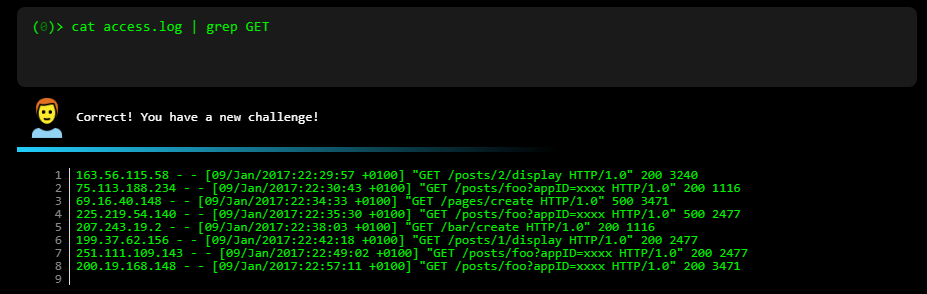 (0)> cat access.log | grep GET
Correct! You have a new challenge!
1 163.56.115.58 - - [09/Jan/2017:22:29:57 +0100] "GET /posts/2/display HTTP/1.0" 200 3240
2 75.113.188.234 - - [09/Jan/2017:22:30:43 +0100] "GET /posts/foo?appID=xxxx HTTP/1.0" 200 1116
3 69.16.40.148 - - [09/Jan/2017:22:34:33 +0100] "GET /pages/create HTTP/1.0" 500 3471
4 225.219.54.140 - - [09/Jan/2017:22:35:30 +0100] "GET /posts/foo?appID=xxxx HTTP/1.0" 500 2477
5 207.243.19.2 - - [09/Jan/2017:22:38:03 +0100] "GET /bar/create HTTP/1.0" 200 1116
6 199.37.62.156 - - [09/Jan/2017:22:42:18 +0100] "GET /posts/1/display HTTP/1.0" 200 2477
7 251.111.109.143 - - [09/Jan/2017:22:49:02 +0100] "GET /posts/foo?appID=xxxx HTTP/1.0" 200 2477
8 200.19.168.148 - - [09/Jan/2017:22:57:11 +0100] "GET /posts/foo?appID=xxxx HTTP/1.0" 200 3471
9